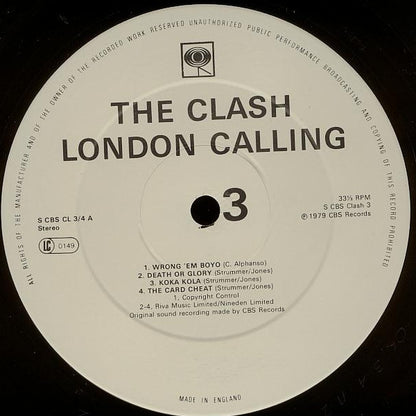 ALL RIGHTS OF THE MANUFACTURER AND OF THE OWNER OF THE RECORDED WORK RESERVED UNAUTHORIZED PUBLIC PERFORMANCE BROADCASTING AND COPYING OF THIS RECORD PROHIBITED
THE CLASH
LONDON CALLING
3
S CBS CL 3/4 A
Stereo
LC 0149
33⅓ RPM
S CBS Clash 3
℗ 1979 CBS Records
1. WRONG 'EM BOYO (C. Alphanso)
2. DEATH OR GLORY (Strummer/Jones)
3. KOKA KOLA (Strummer/Jones)
4. THE CARD CHEAT (Strummer/Jones)
1. Copyright Control
2-4. Riva Music Limited/Nineden Limited
Original sound recording made by CBS Records
MADE IN ENGLAND